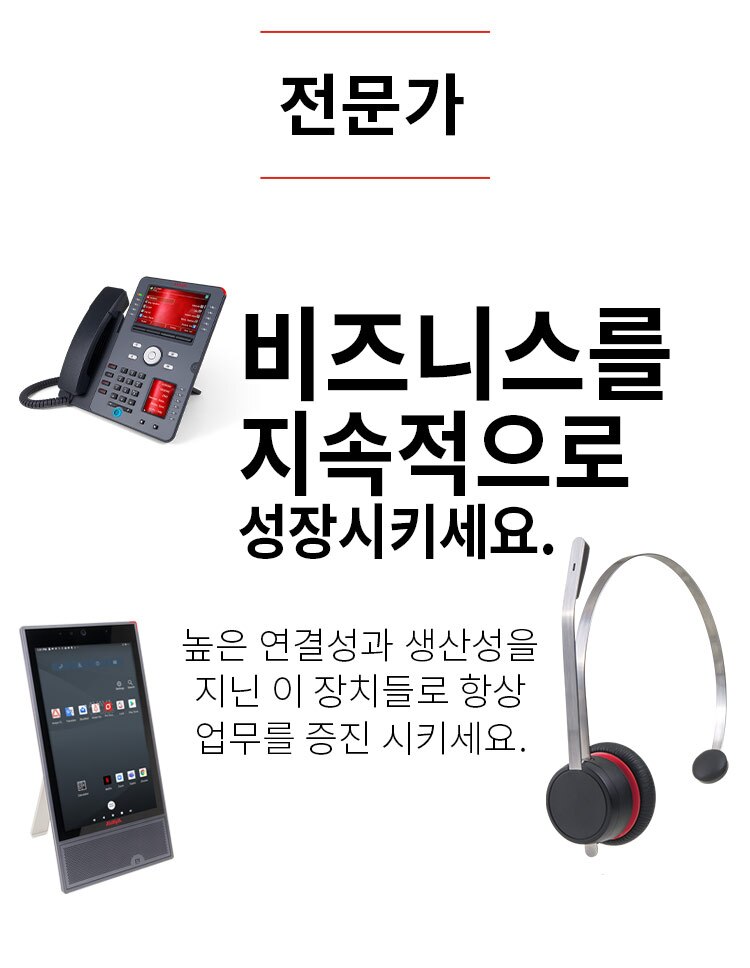 전문가
비즈니스를
지속적으로
성장시키세요.
높은 연결성과 생산성을
지닌 이 장치들로 항상
업무를 증진 시키세요.
AVAYA